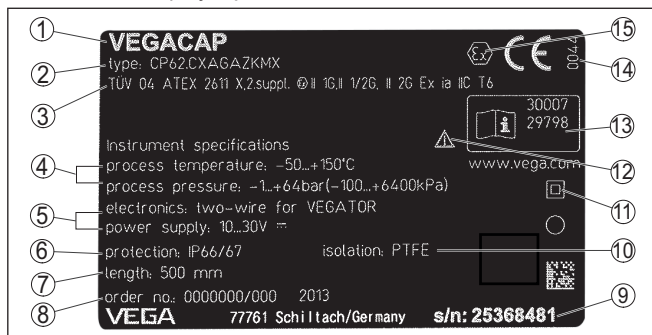 VEGACAP
type: CP62.CXAGAZKMX
TÜV 04 ATEX 2611 X,2.suppl. Ex II 1G,II 1/2G, II 2G Ex ia IIC T6
CE 0044
30007
29798
i
www.vega.com
Instrument specifications
process temperature: -50...+150°C
process pressure: -1...+64bar(-100...+6400kPa)
electronics: two-wire for VEGATOR
power supply: 10...30V
protection: IP66/67 isolation: PTFE
length: 500 mm
order no.: 0000000/000 2013
VEGA 77761 Schiltach/Germany s/n: 25368481
1
2
3
4
5
6
7
8
9
10
11
12
13
14
15